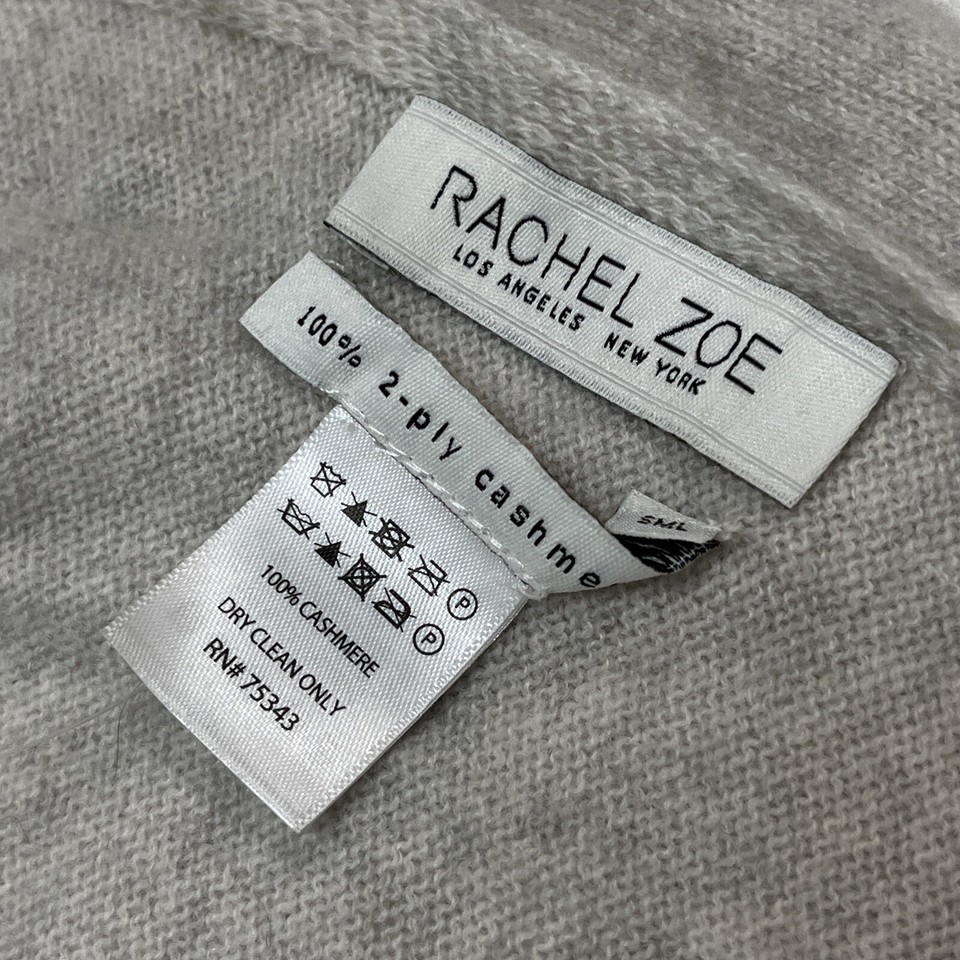 RACHEL ZOE
LOS ANGELES NEW YORK
100% 2-ply cashme
SML
P
P
100% CASHMERE
DRY CLEAN ONLY
RN# 75343